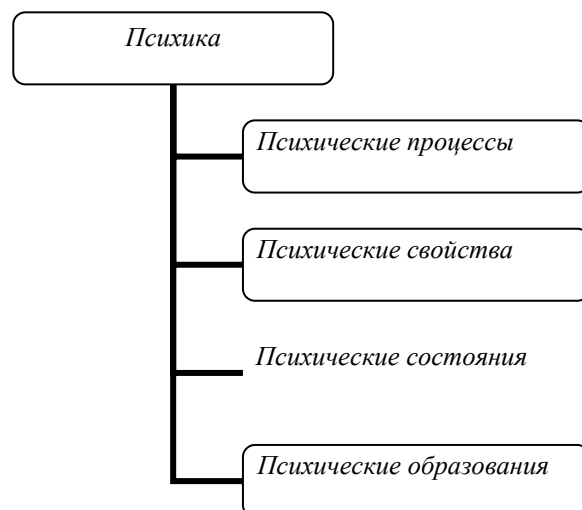 Психика
Психические процессы
Психические свойства
Психические состояния
Психические образования